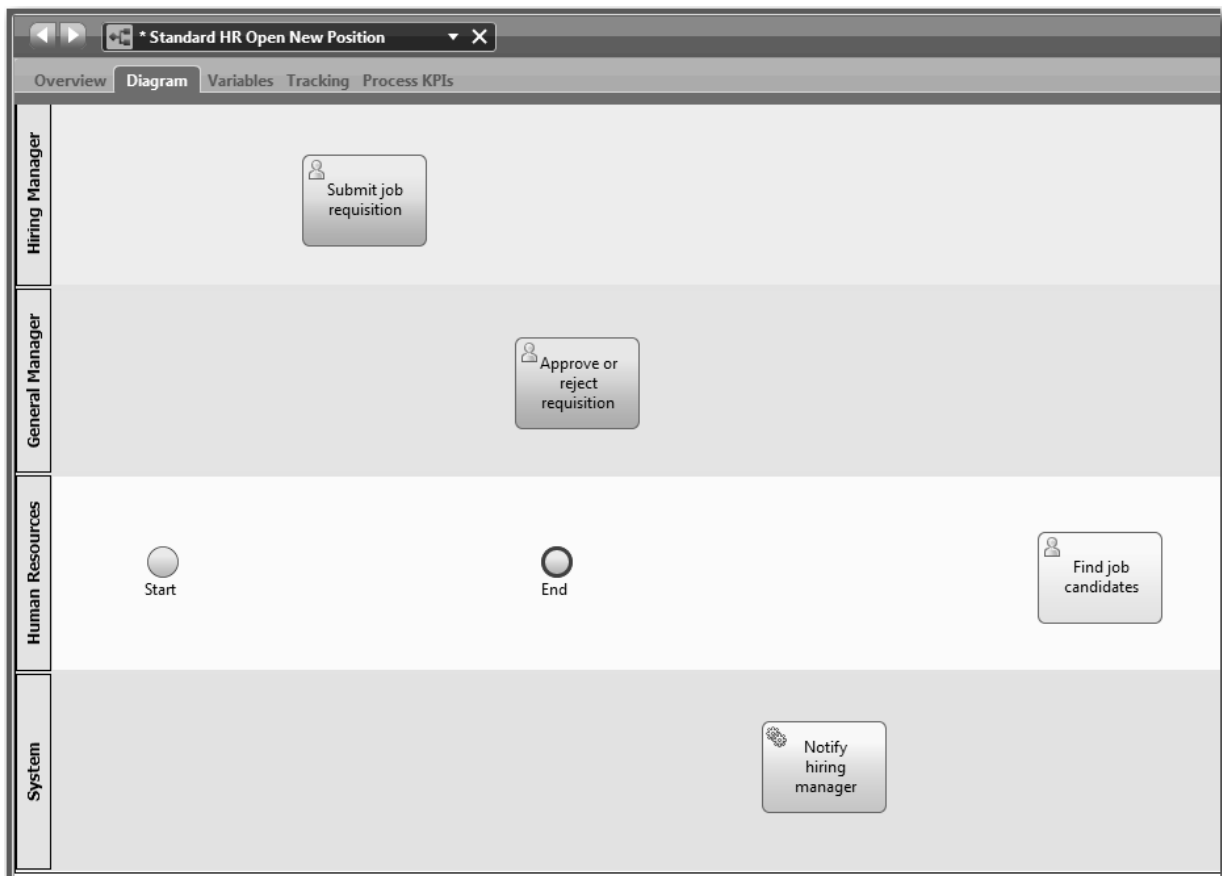 * Standard HR Open New Position
Overview Diagram Variables Tracking Process KPIs
Hiring Manager
Submit job
requisition
General Manager
Approve or
reject
requisition
Human Resources
Start
End
Find job
candidates
System
Notify
hiring
manager